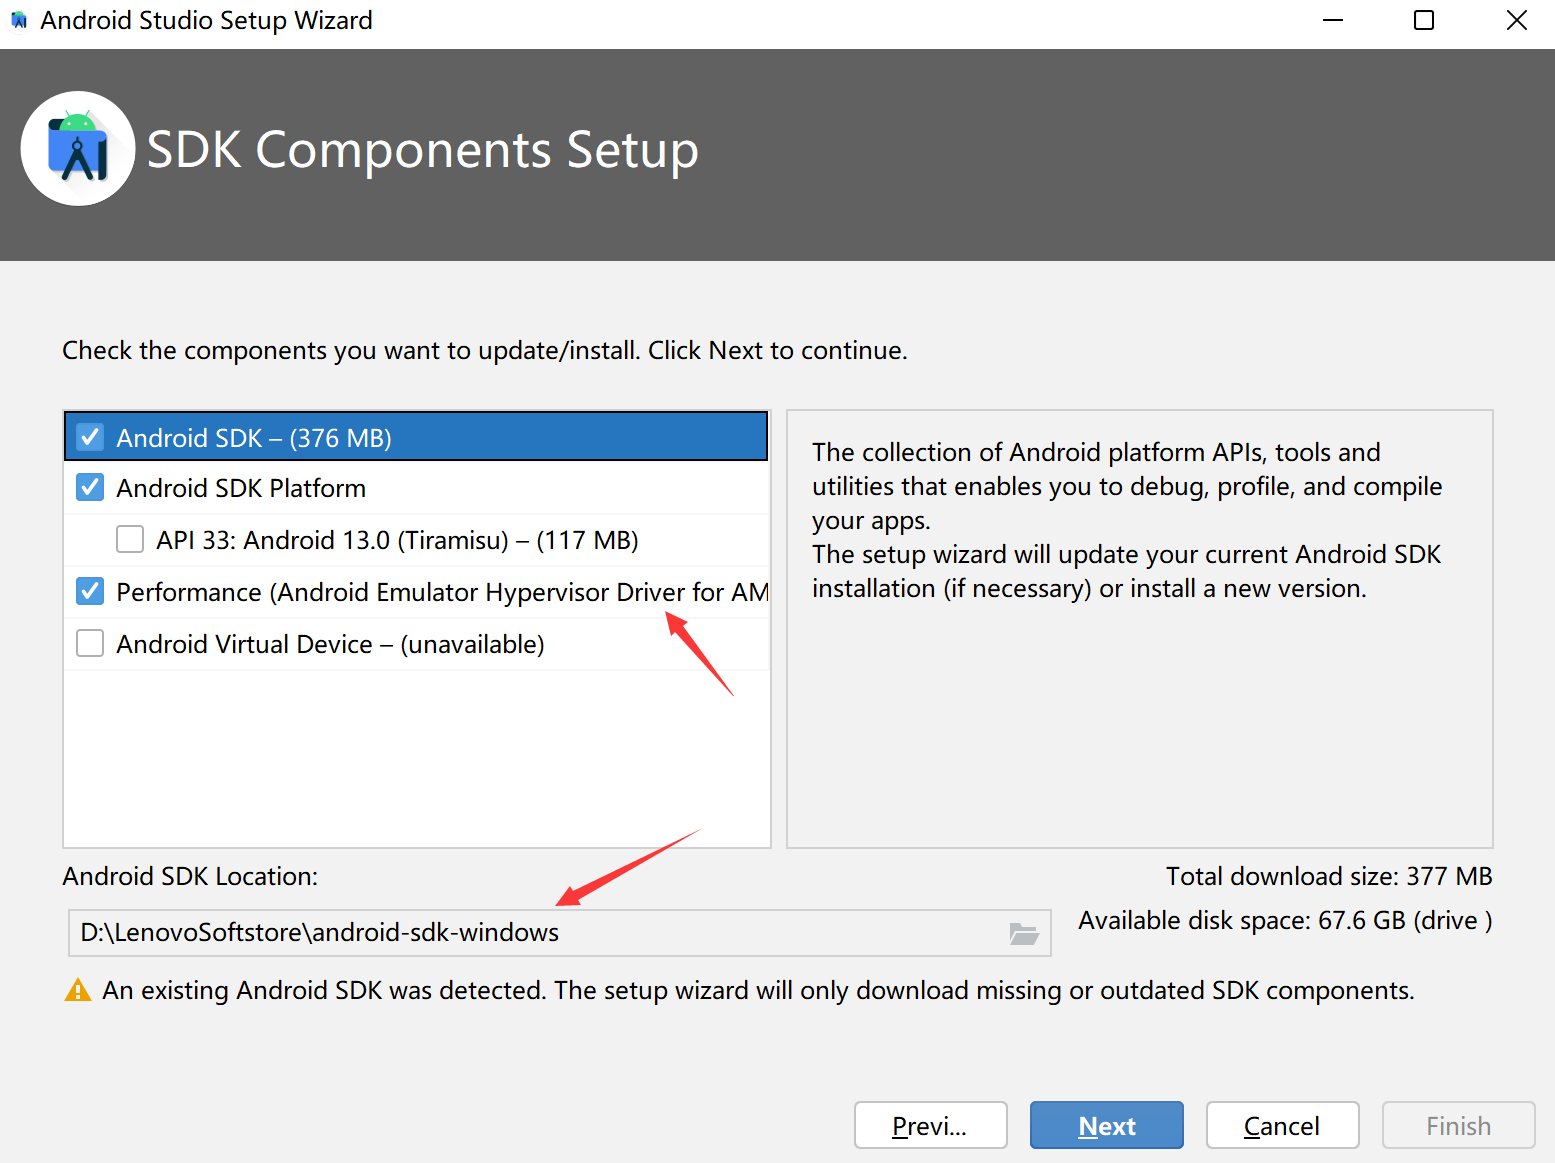 Android Studio Setup Wizard
SDK Components Setup
Check the components you want to update/install. Click Next to continue.
Android SDK – (376 MB)
Android SDK Platform
API 33: Android 13.0 (Tiramisu) – (117 MB)
Performance (Android Emulator Hypervisor Driver for AM
Android Virtual Device – (unavailable)
The collection of Android platform APIs, tools and
utilities that enables you to debug, profile, and compile
your apps.
The setup wizard will update your current Android SDK
installation (if necessary) or install a new version.
Android SDK Location:
Total download size: 377 MB
D:\LenovoSoftstore\android-sdk-windows
Available disk space: 67.6 GB (drive )
An existing Android SDK was detected. The setup wizard will only download missing or outdated SDK components.
Previ...
Next
Cancel
Finish